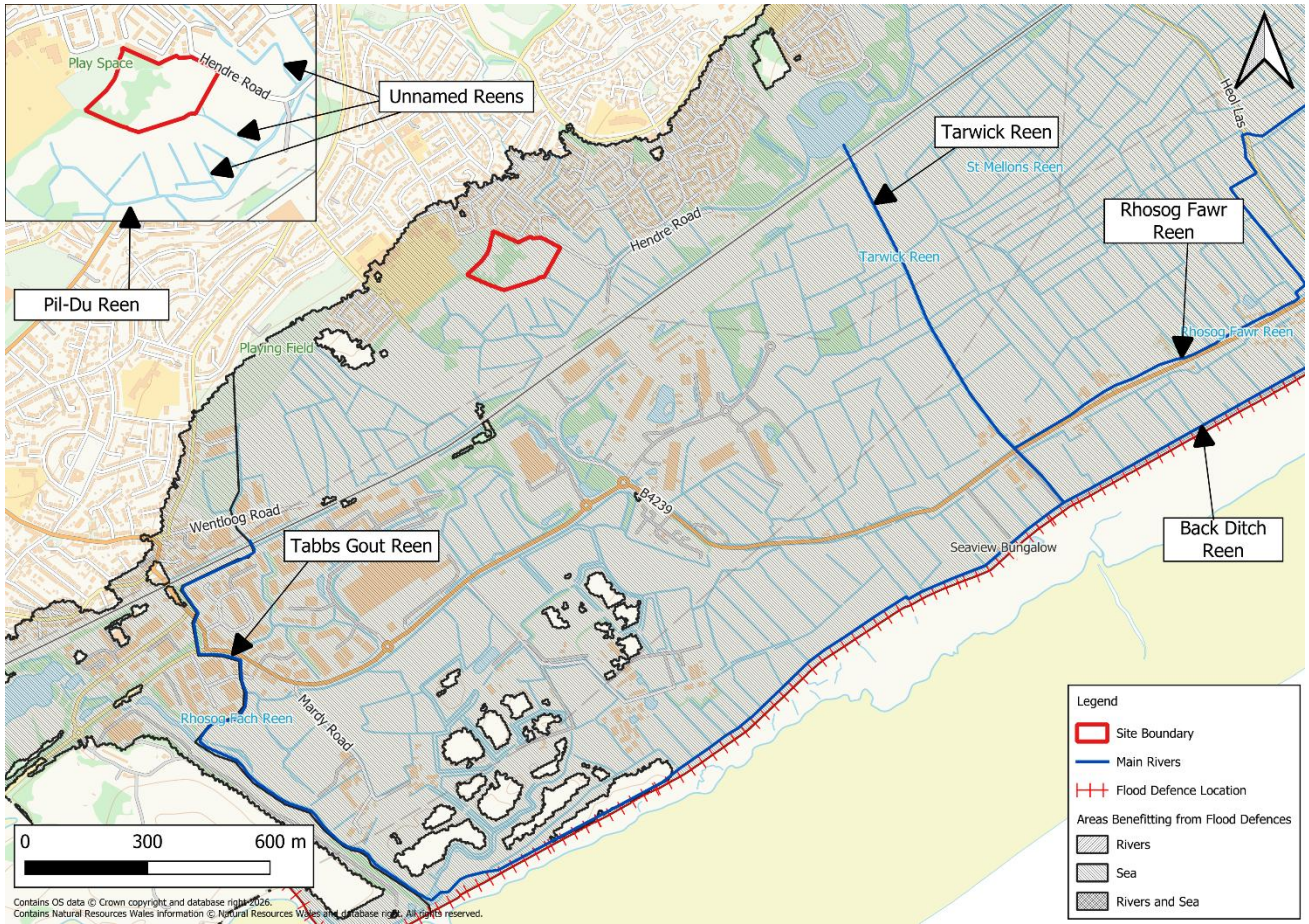 Play Space
Hendre Road
Unnamed Reens
Pil-Du Reen
Heol Las
Tarwick Reen
St Mellons Reen
Rhosog Fawr
Reen
Hendre Road
Tarwick Reen
Rhosog Fawr Reen
Playing Field
B4239
Wentloog Road
Tabbs Gout Reen
Seaview Bungalow
Back Ditch
Reen
Rhosog Fach Reen
Mardy Road
Legend
Site Boundary
Main Rivers
Flood Defence Location
Areas Benefitting from Flood Defences
Rivers
Sea
Rivers and Sea
0 300 600 m
Contains OS data © Crown copyright and database right 2026.
Contains Natural Resources Wales information © Natural Resources Wales and database right. All rights reserved.